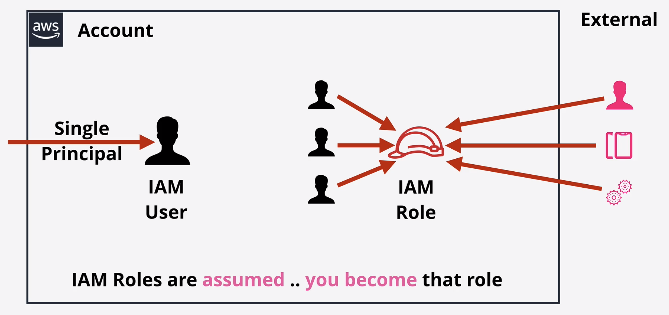 aws
Account
External
Single
Principal
IAM
User
IAM
Role
IAM Roles are assumed .. you become that role